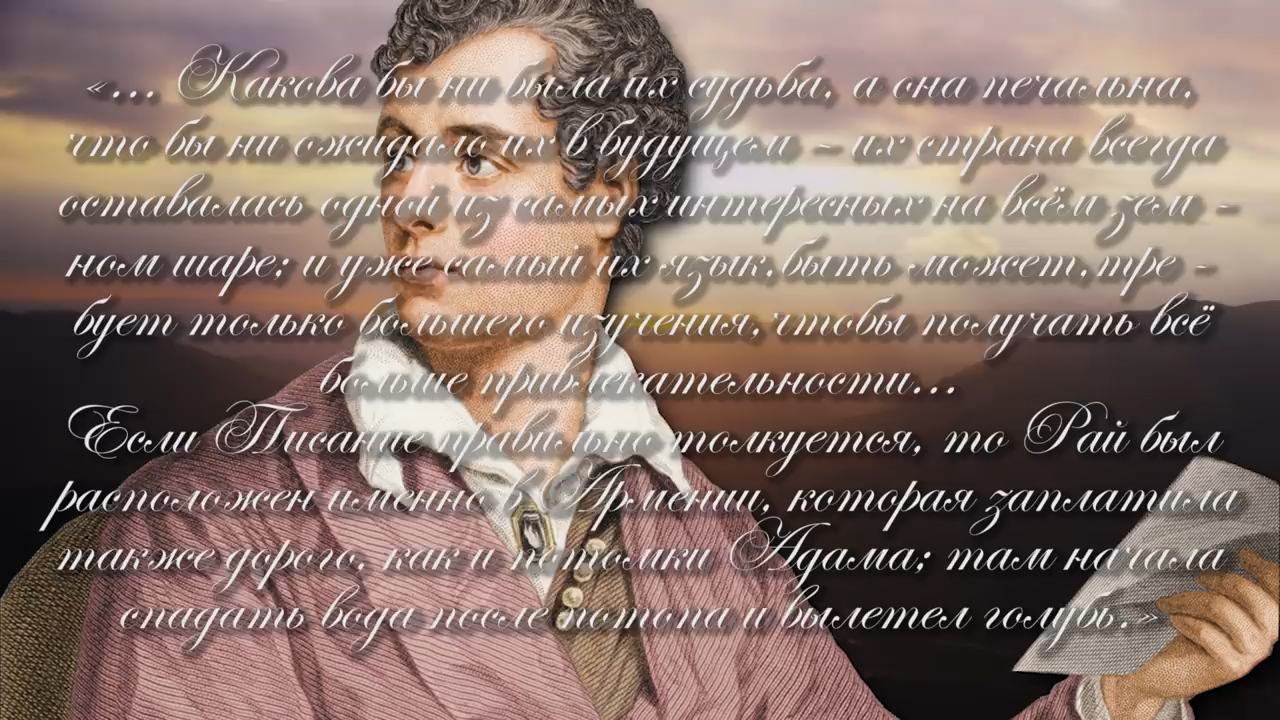 «... Какова бы ни была их судьба, а она печальна,
что бы ни ожидало их в будущем – их страна всегда
оставалась одной из самых интересных на всём зем –
ном шаре; и уже самый их язык,быть может,тре –
бует только большего изучения,чтобы получать всё
больше привлекательности...
Если Писание правильно толкуется, то Рай был
расположен именно в Армении, которая заплатила
также дорого, как и потомки Адама; там начала
спадать вода после потопа и вылетел голубь.»